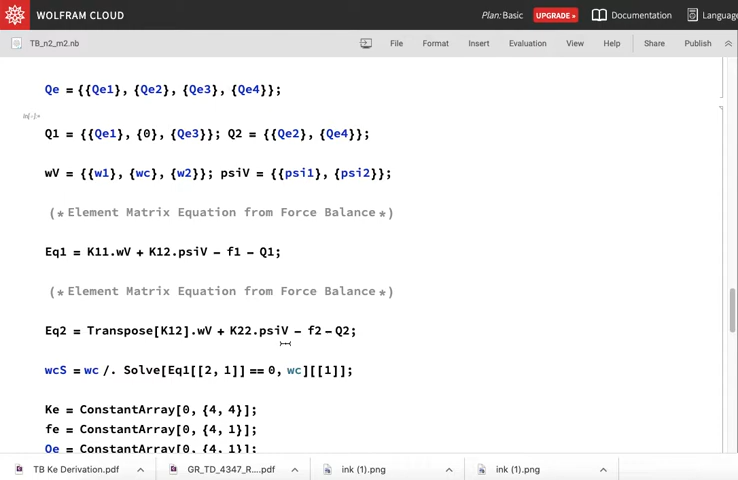 WOLFRAM CLOUD Plan: Basic UPGRADE » Documentation Language
TB_n2_m2.nb File Format Insert Evaluation View Help Share Publish
Qe = {{Qe1}, {Qe2}, {Qe3}, {Qe4}};
In[•]:=
Q1 = {{Qe1}, {0}, {Qe3}}; Q2 = {{Qe2}, {Qe4}};
wV = {{w1}, {wc}, {w2}}; psiV = {{psi1}, {psi2}};
(* Element Matrix Equation from Force Balance *)
Eq1 = K11.wV + K12.psiV - f1 - Q1;
(* Element Matrix Equation from Force Balance *)
Eq2 = Transpose[K12].wV + K22.psiV - f2 - Q2;
wcS = wc /. Solve[Eq1[[2, 1]] == 0, wc][[1]];
Ke = ConstantArray[0, {4, 4}];
fe = ConstantArray[0, {4, 1}];
Qe = ConstantArray[0, {4, 1}];
TB Ke Derivation.pdf GR_TD_4347_R....pdf ink (1).png ink (1).png